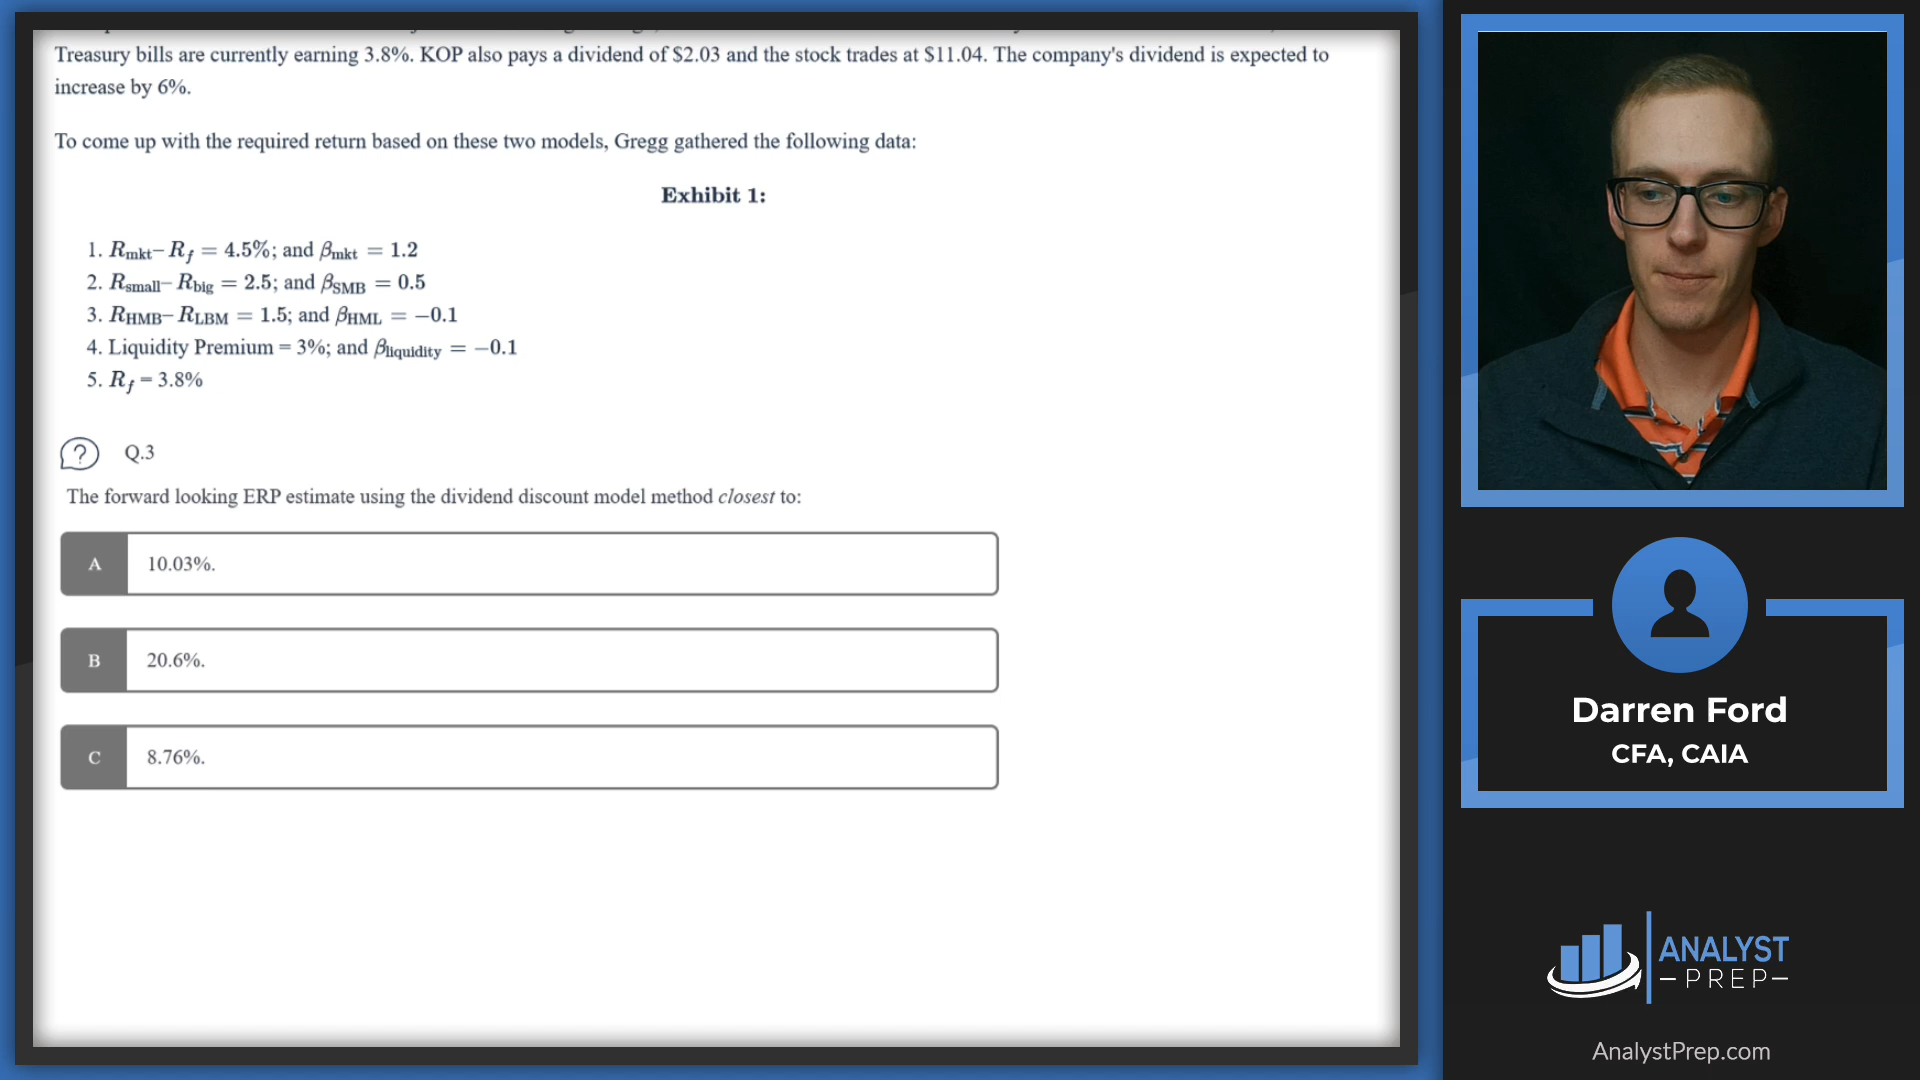 Treasury bills are currently earning 3.8%. KOP also pays a dividend of $2.03 and the stock trades at $11.04. The company's dividend is expected to
increase by 6%.
To come up with the required return based on these two models, Gregg gathered the following data:
Exhibit 1:
1. Rmkt− Rf = 4.5%; and βmkt = 1.2
2. Rsmall− Rbig = 2.5; and βSMB = 0.5
3. RHMB− RLBM = 1.5; and βHML = −0.1
4. Liquidity Premium = 3%; and βliquidity = −0.1
5. Rf = 3.8%
? Q.3
The forward looking ERP estimate using the dividend discount model method closest to:
A 10.03%.
B 20.6%.
C 8.76%.
Darren Ford
CFA, CAIA
ANALYST
PREP
AnalystPrep.com